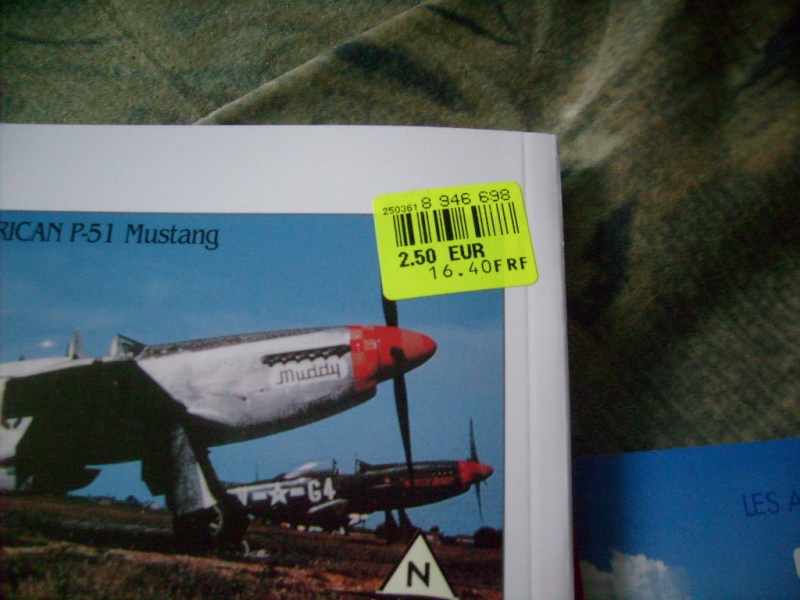 250361 8 946 698
RICAN P-51 Mustang
2.50 EUR
16.40FRF
Muddy
G4
LES A
N